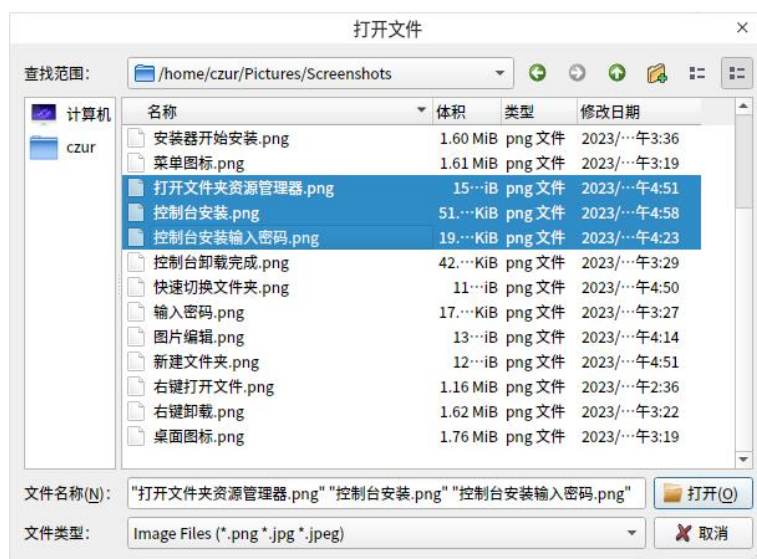 打开文件 ×
查找范围: /home/czur/Pictures/Screenshots
计算机
czur
名称 体积 类型 修改日期
安装器开始安装.png 1.60 MiB png 文件 2023/⋯午3:36
菜单图标.png 1.61 MiB png 文件 2023/⋯午3:19
打开文件夹资源管理器.png 15⋯iB png 文件 2023/⋯午4:51
控制台安装.png 51.⋯KiB png 文件 2023/⋯午4:58
控制台安装输入密码.png 19.⋯KiB png 文件 2023/⋯午4:23
控制台卸载完成.png 42.⋯KiB png 文件 2023/⋯午3:29
快速切换文件夹.png 11⋯iB png 文件 2023/⋯午4:50
输入密码.png 17.⋯KiB png 文件 2023/⋯午3:27
图片编辑.png 13⋯iB png 文件 2023/⋯午4:14
新建文件夹.png 12⋯iB png 文件 2023/⋯午4:51
右键打开文件.png 1.16 MiB png 文件 2023/⋯午2:36
右键卸载.png 1.62 MiB png 文件 2023/⋯午3:22
桌面图标.png 1.76 MiB png 文件 2023/⋯午3:19
文件名称(N): "打开文件夹资源管理器.png" "控制台安装.png" "控制台安装输入密码.png" 打开(O)
文件类型: Image Files (*.png *.jpg *.jpeg) 取消